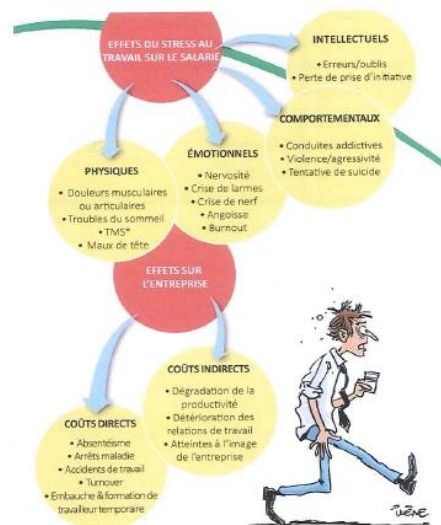 EFFETS DU STRESS AU
TRAVAIL SUR LE SALARIÉ
INTELLECTUELS
• Erreurs/oublis
• Perte de prise d'initiative
COMPORTEMENTAUX
• Conduites addictives
• Violence/agressivité
• Tentative de suicide
ÉMOTIONNELS
• Nervosité
• Crise de larmes
• Crise de nerf
• Angoisse
• Burnout
PHYSIQUES
• Douleurs musculaires
ou articulaires
• Troubles du sommeil
• TMS*
• Maux de tête
EFFETS SUR
L'ENTREPRISE
COÛTS INDIRECTS
• Dégradation de la
productivité
• Détérioration des
relations de travail
• Atteintes à l'image
de l'entreprise
COÛTS DIRECTS
• Absentéisme
• Arrêts maladie
• Accidents de travail
• Turnover
• Embauche & formation de
travailleur temporaire